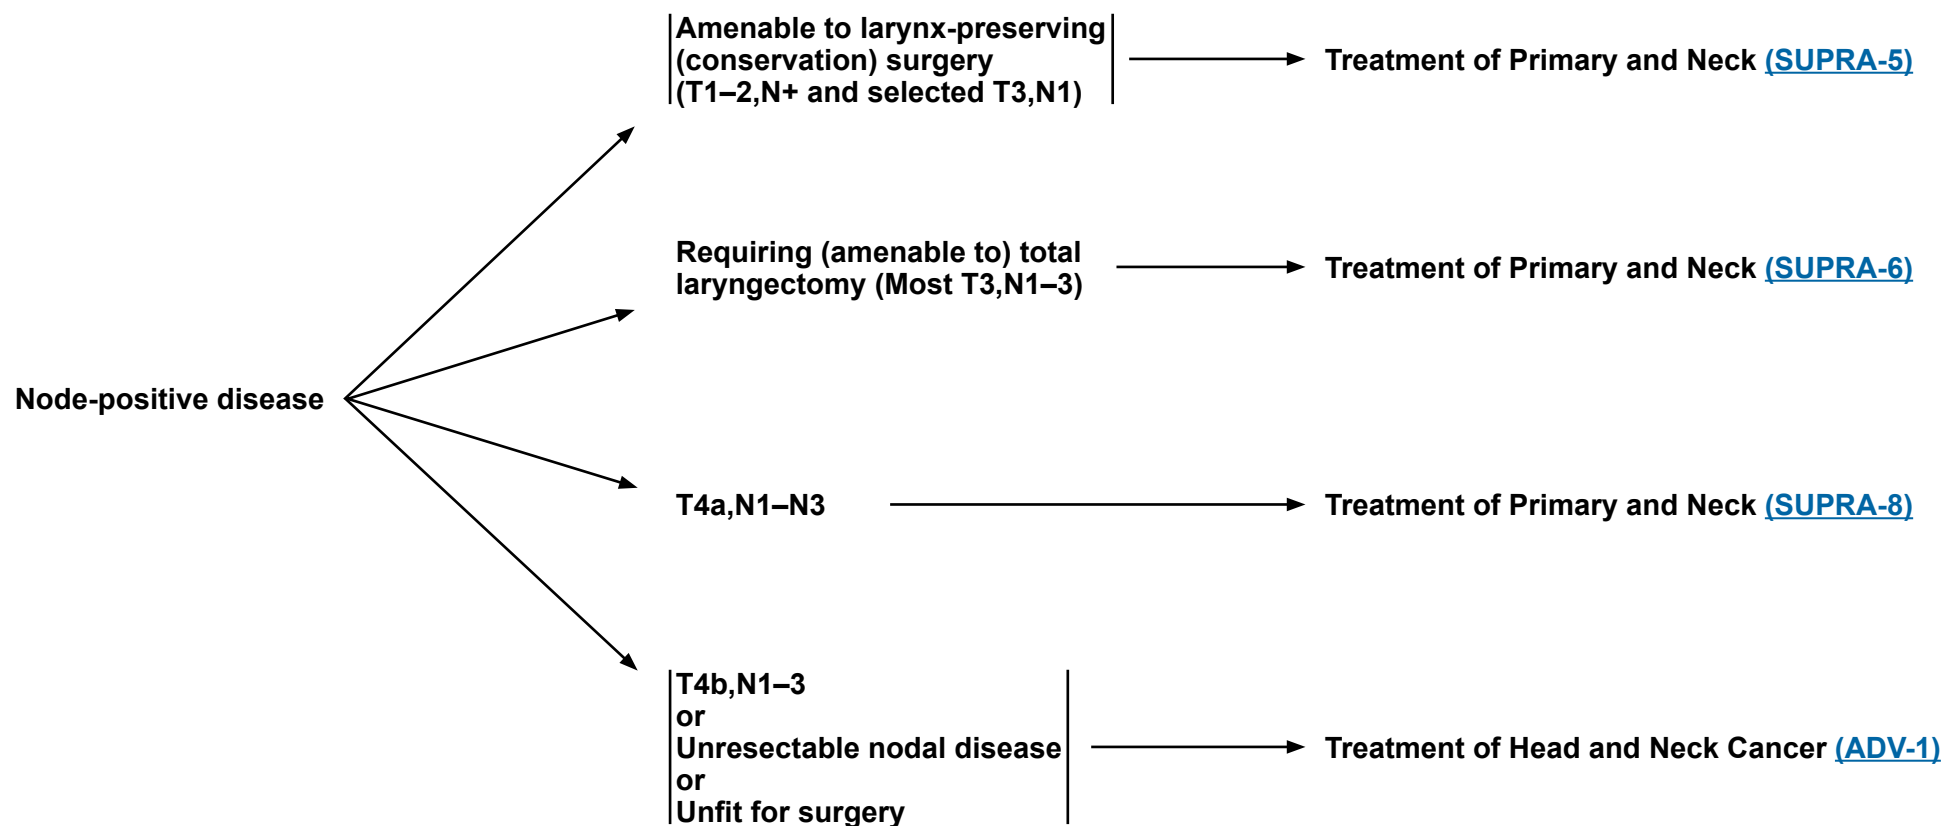 Amenable to larynx-preserving
(conservation) surgery
(T1–2,N+ and selected T3,N1)
Treatment of Primary and Neck (SUPRA-5)
Requiring (amenable to) total
laryngectomy (Most T3,N1–3)
Treatment of Primary and Neck (SUPRA-6)
Node-positive disease
T4a,N1–N3
Treatment of Primary and Neck (SUPRA-8)
T4b,N1–3
or
Unresectable nodal disease
or
Unfit for surgery
Treatment of Head and Neck Cancer (ADV-1)